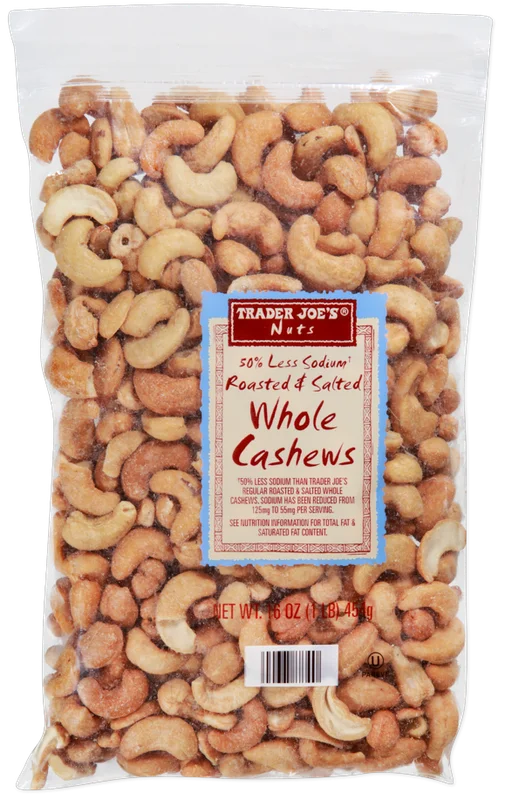 TRADER JOE'S®
Nuts
50% Less Sodium†
Roasted & Salted
Whole
Cashews
†50% LESS SODIUM THAN TRADER JOE'S
REGULAR ROASTED & SALTED WHOLE
CASHEWS. SODIUM HAS BEEN REDUCED FROM
125mg TO 55mg PER SERVING.
SEE NUTRITION INFORMATION FOR TOTAL FAT &
SATURATED FAT CONTENT.
NET WT. 16 OZ (1 LB) 454g
U